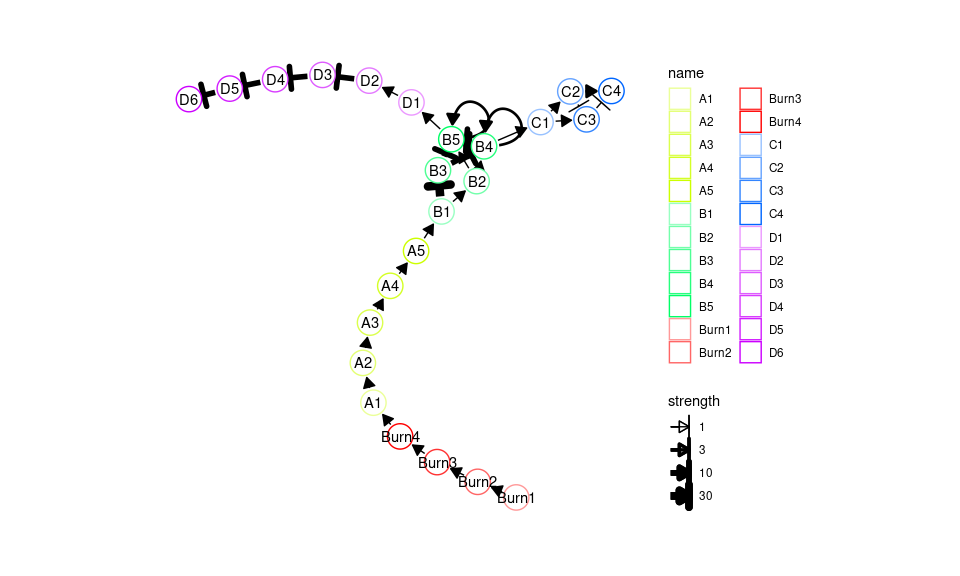 D6
D5
D4
D3
D2
D1
B5
B4
B3
B2
B1
C1
C2
C3
C4
A5
A4
A3
A2
A1
Burn4
Burn3
Burn2
Burn1
name
A1
A2
A3
A4
A5
B1
B2
B3
B4
B5
Burn1
Burn2
Burn3
Burn4
C1
C2
C3
C4
D1
D2
D3
D4
D5
D6
strength
1
3
10
30